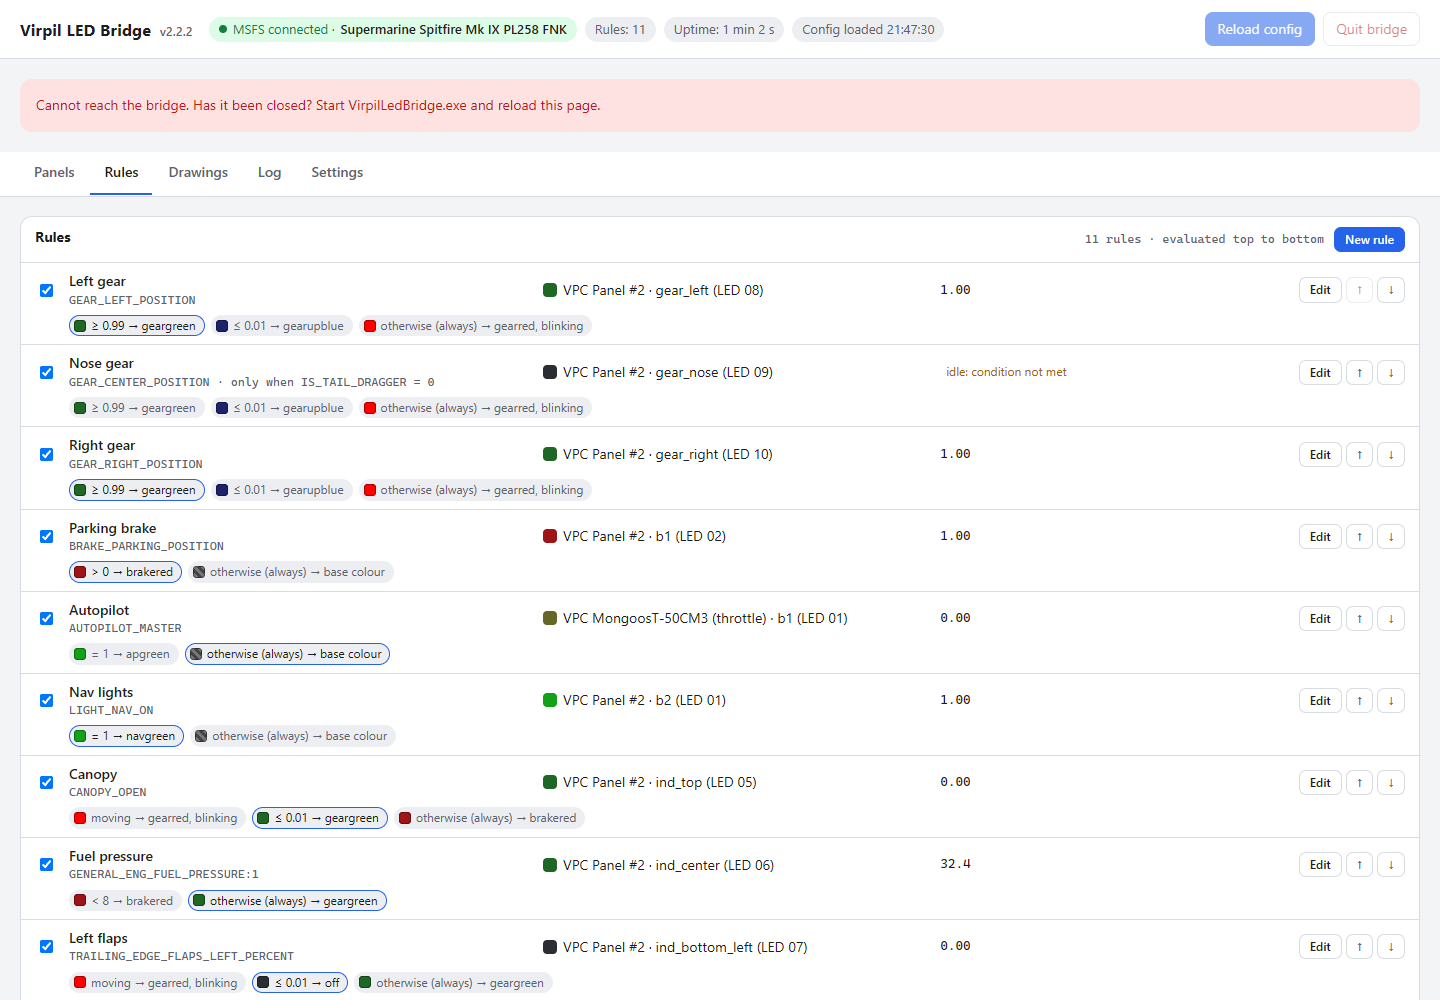 Virpil LED Bridge v2.2.2 MSFS connected · Supermarine Spitfire Mk IX PL258 FNK Rules: 11 Uptime: 1 min 2 s Config loaded 21:47:30 Reload config Quit bridge
Cannot reach the bridge. Has it been closed? Start VirpilLedBridge.exe and reload this page.
Panels Rules Drawings Log Settings
Rules 11 rules · evaluated top to bottom New rule
Left gear
GEAR_LEFT_POSITION
VPC Panel #2 · gear_left (LED 08) 1.00 Edit ↑ ↓
≥ 0.99 → geargreen ≤ 0.01 → gearupblue otherwise (always) → gearred, blinking
Nose gear
GEAR_CENTER_POSITION · only when IS_TAIL_DRAGGER = 0
VPC Panel #2 · gear_nose (LED 09) idle: condition not met Edit ↑ ↓
≥ 0.99 → geargreen ≤ 0.01 → gearupblue otherwise (always) → gearred, blinking
Right gear
GEAR_RIGHT_POSITION
VPC Panel #2 · gear_right (LED 10) 1.00 Edit ↑ ↓
≥ 0.99 → geargreen ≤ 0.01 → gearupblue otherwise (always) → gearred, blinking
Parking brake
BRAKE_PARKING_POSITION
VPC Panel #2 · b1 (LED 02) 1.00 Edit ↑ ↓
> 0 → brakered otherwise (always) → base colour
Autopilot
AUTOPILOT_MASTER
VPC MongoosT-50CM3 (throttle) · b1 (LED 01) 0.00 Edit ↑ ↓
= 1 → apgreen otherwise (always) → base colour
Nav lights
LIGHT_NAV_ON
VPC Panel #2 · b2 (LED 01) 1.00 Edit ↑ ↓
= 1 → navgreen otherwise (always) → base colour
Canopy
CANOPY_OPEN
VPC Panel #2 · ind_top (LED 05) 0.00 Edit ↑ ↓
moving → gearred, blinking ≤ 0.01 → geargreen otherwise (always) → brakered
Fuel pressure
GENERAL_ENG_FUEL_PRESSURE:1
VPC Panel #2 · ind_center (LED 06) 32.4 Edit ↑ ↓
< 8 → brakered otherwise (always) → geargreen
Left flaps
TRAILING_EDGE_FLAPS_LEFT_PERCENT
VPC Panel #2 · ind_bottom_left (LED 07) 0.00 Edit ↑ ↓
moving → gearred, blinking ≤ 0.01 → off otherwise (always) → geargreen